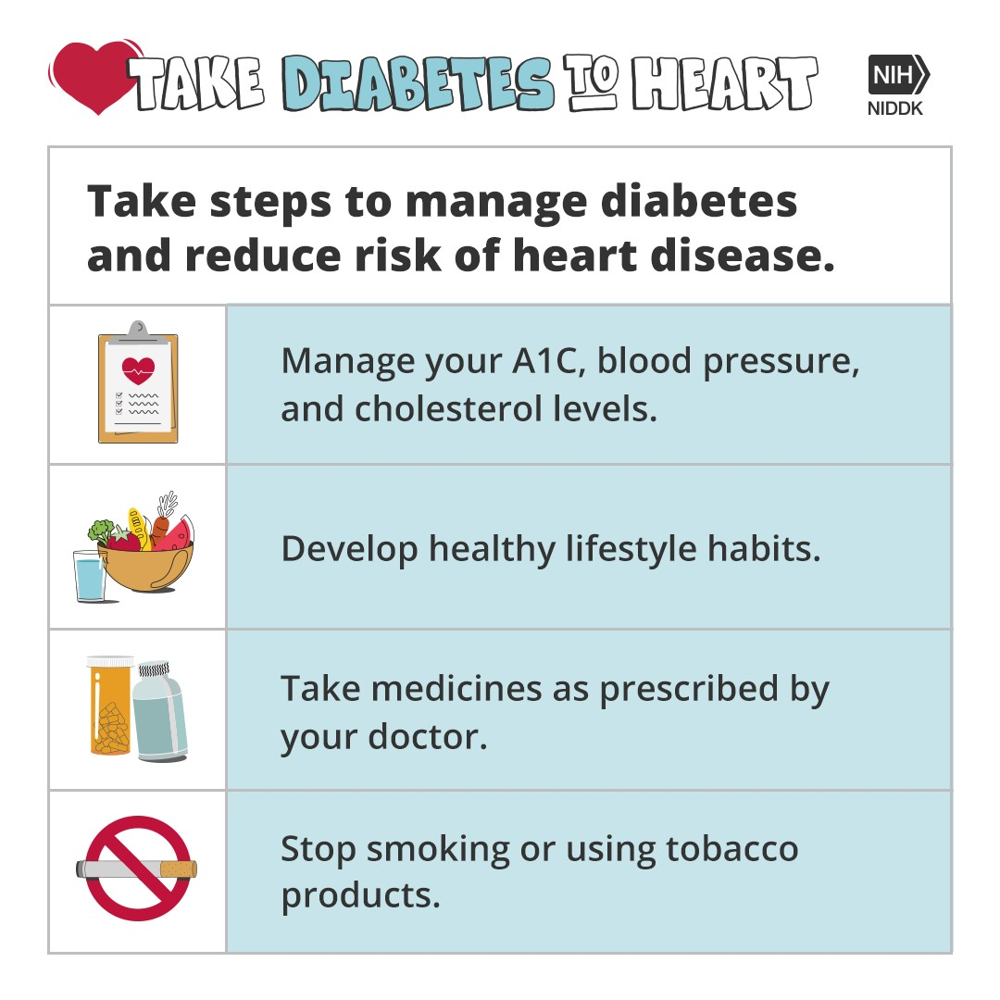 TAKE DIABETES TO HEART
NIH
NIDDK
Take steps to manage diabetes
and reduce risk of heart disease.
Manage your A1C, blood pressure,
and cholesterol levels.
Develop healthy lifestyle habits.
Take medicines as prescribed by
your doctor.
Stop smoking or using tobacco
products.